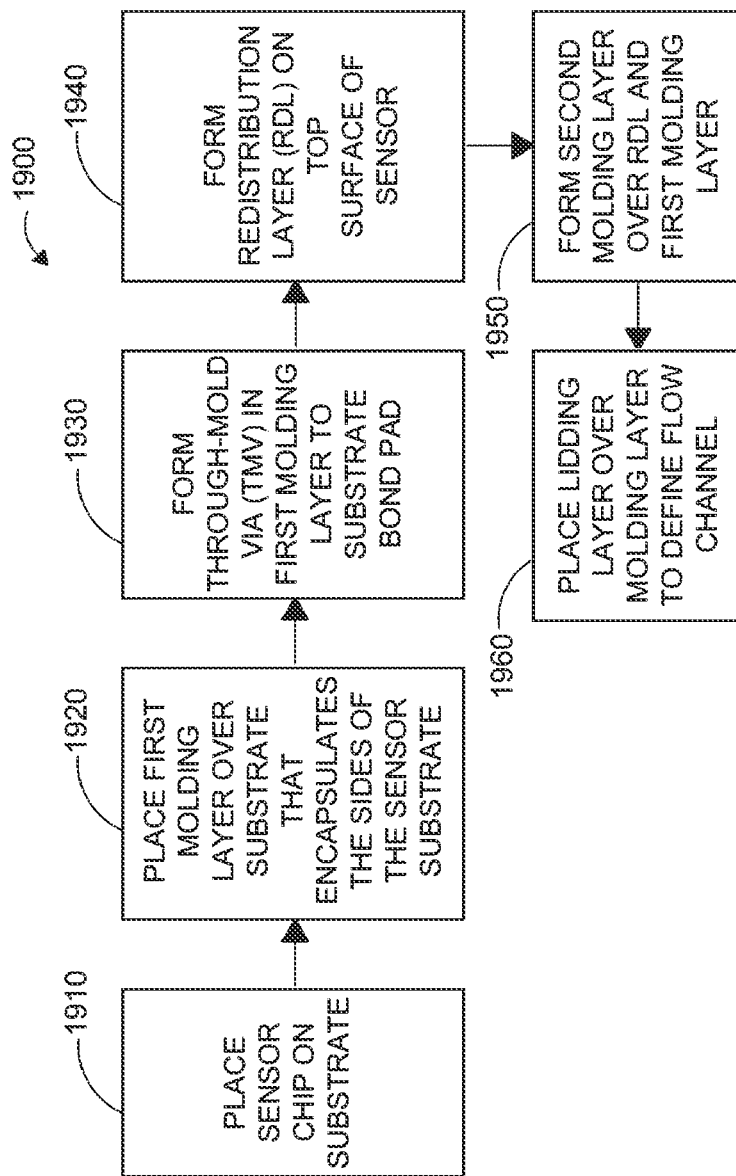 1900
1910
PLACE
SENSOR
CHIP ON
SUBSTRATE
1920
PLACE FIRST
MOLDING
LAYER OVER
SUBSTRATE
THAT
ENCAPSULATES
THE SIDES OF
THE SENSOR
SUBSTRATE
1930
FORM
THROUGH-MOLD
VIA (TMV) IN
FIRST MOLDING
LAYER TO
SUBSTRATE
BOND PAD
1940
FORM
REDISTRIBUTION
LAYER (RDL) ON
TOP
SURFACE OF
SENSOR
1950
FORM SECOND
MOLDING LAYER
OVER RDL AND
FIRST MOLDING
LAYER
1960
PLACE LIDDING
LAYER OVER
MOLDING LAYER
TO DEFINE FLOW
CHANNEL